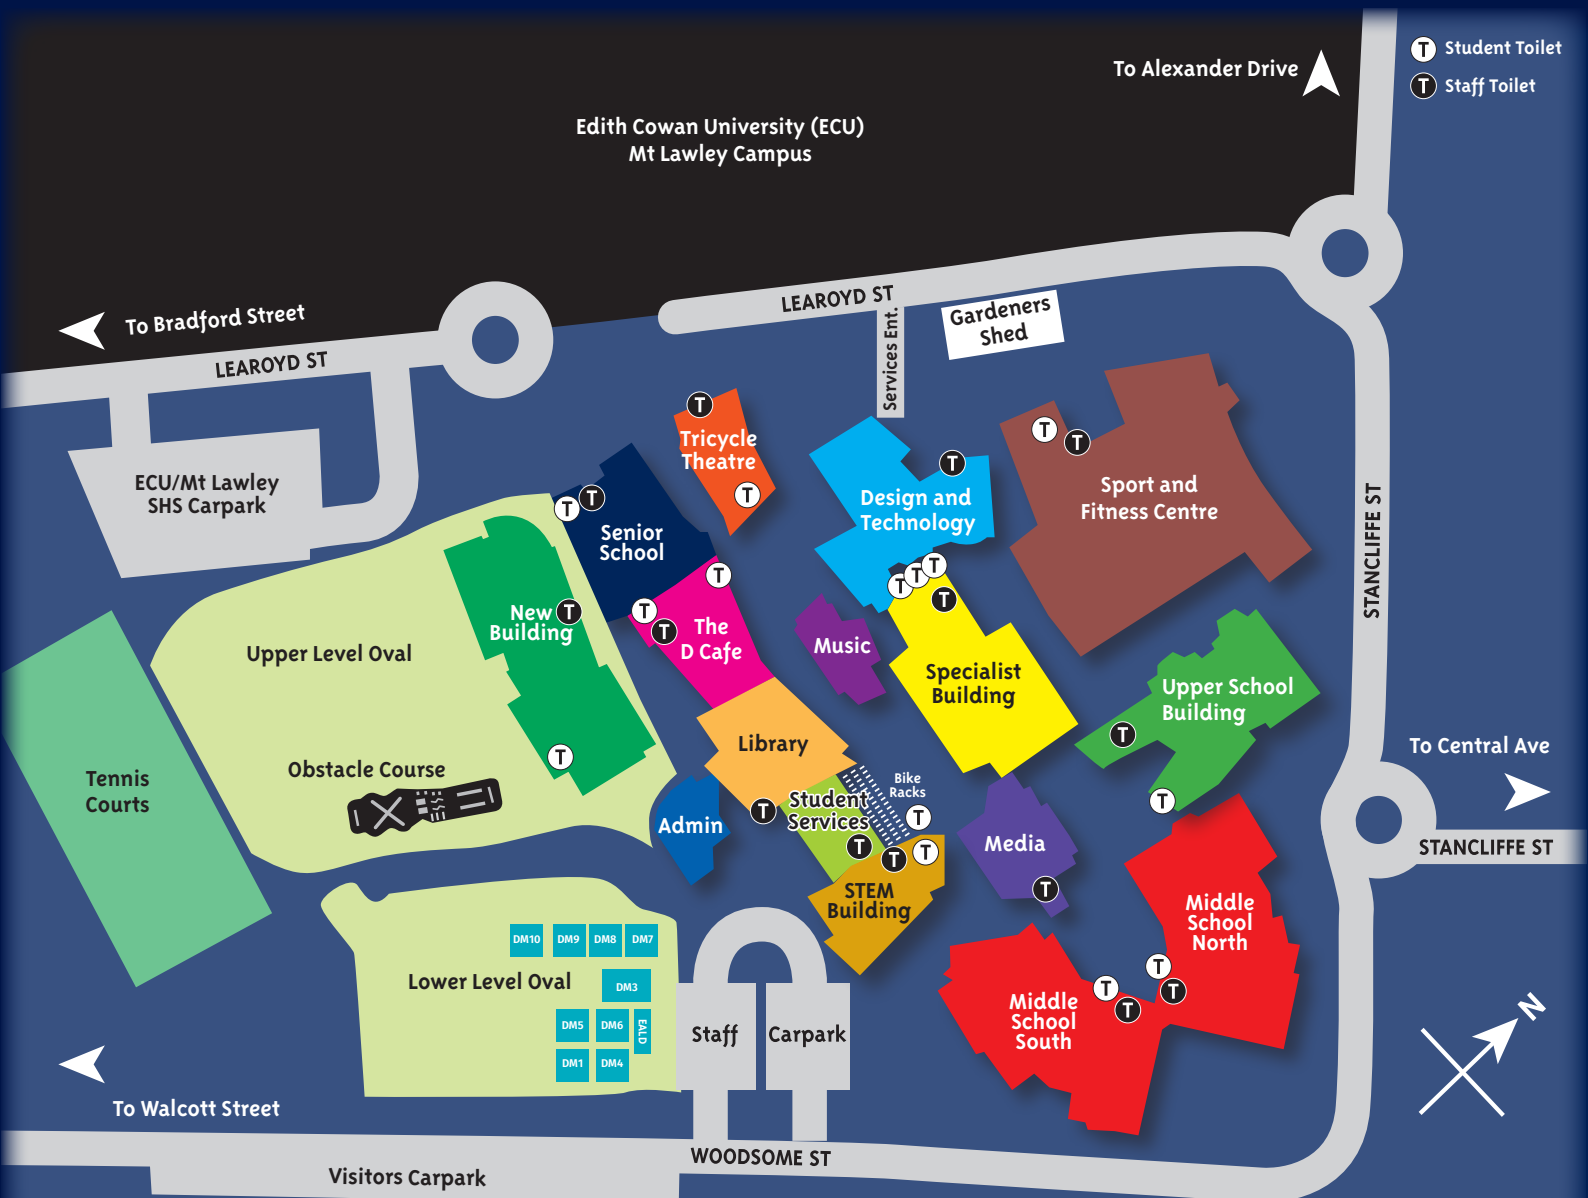 T Student Toilet
T Staff Toilet
To Alexander Drive
Edith Cowan University (ECU)
Mt Lawley Campus
To Bradford Street
LEAROYD ST
LEAROYD ST
Services Ent.
Gardeners
Shed
ECU/Mt Lawley
SHS Carpark
T
Tricycle
Theatre
T
T T
Senior
School
T
Design and
Technology
T T
Sport and
Fitness Centre
STANCLIFFE ST
New T
Building
T
T T
The
D Cafe
T T T
T
Music
Specialist
Building
Upper School
Building
T
T
Upper Level Oval
Obstacle Course
T
Tennis
Courts
Library
T
Admin
Student
Services
T
Bike
Racks
T
T T
STEM
Building
Media
T
To Central Ave
STANCLIFFE ST
Middle
School
North
T
T
T
T
Middle
School
South
Lower Level Oval
DM10 DM9 DM8 DM7
DM3
DM5 DM6 EALD
DM1 DM4
Staff Carpark
N
To Walcott Street
WOODSOME ST
Visitors Carpark